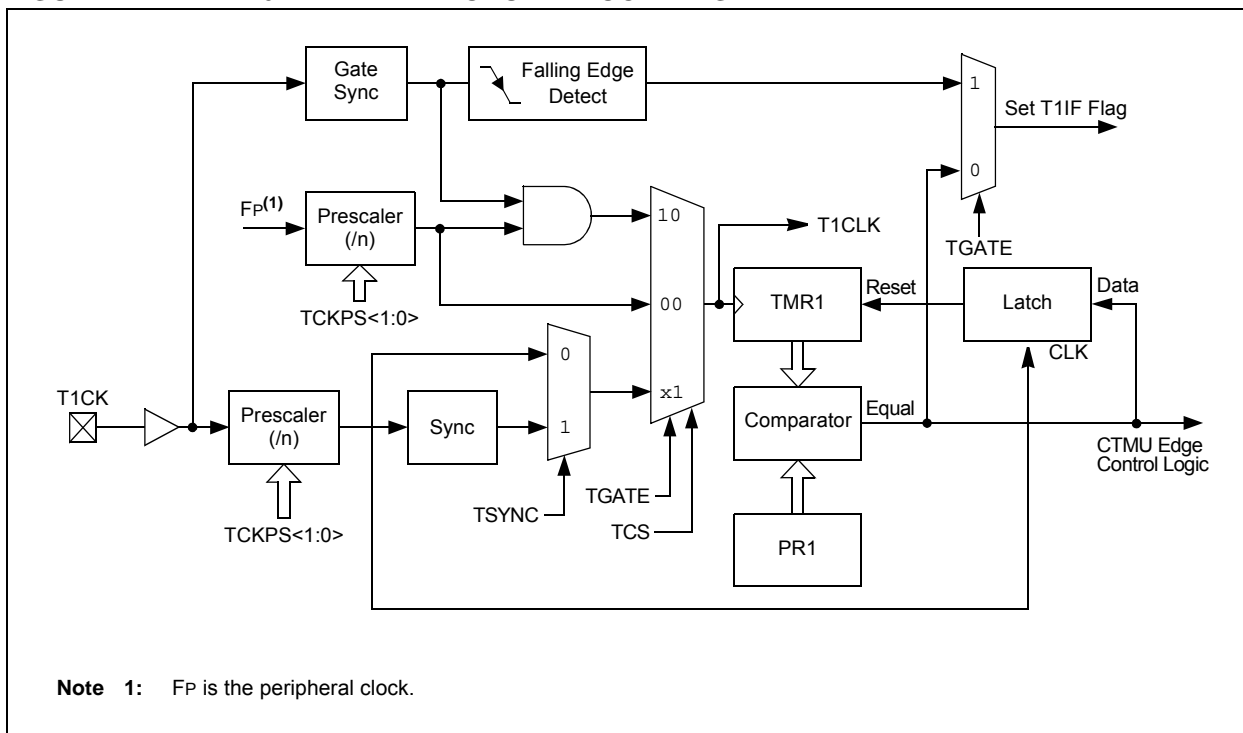 Gate
Sync
Falling Edge
Detect
1
Set T1IF Flag
0
TGATE
FP(1)
Prescaler
(/n)
TCKPS<1:0>
10
00
x1
T1CLK
TMR1
Reset
Latch
Data
CLK
T1CK
Prescaler
(/n)
TCKPS<1:0>
Sync
0
1
TSYNC
TGATE
TCS
Comparator
Equal
PR1
CTMU Edge
Control Logic
Note 1: FP is the peripheral clock.